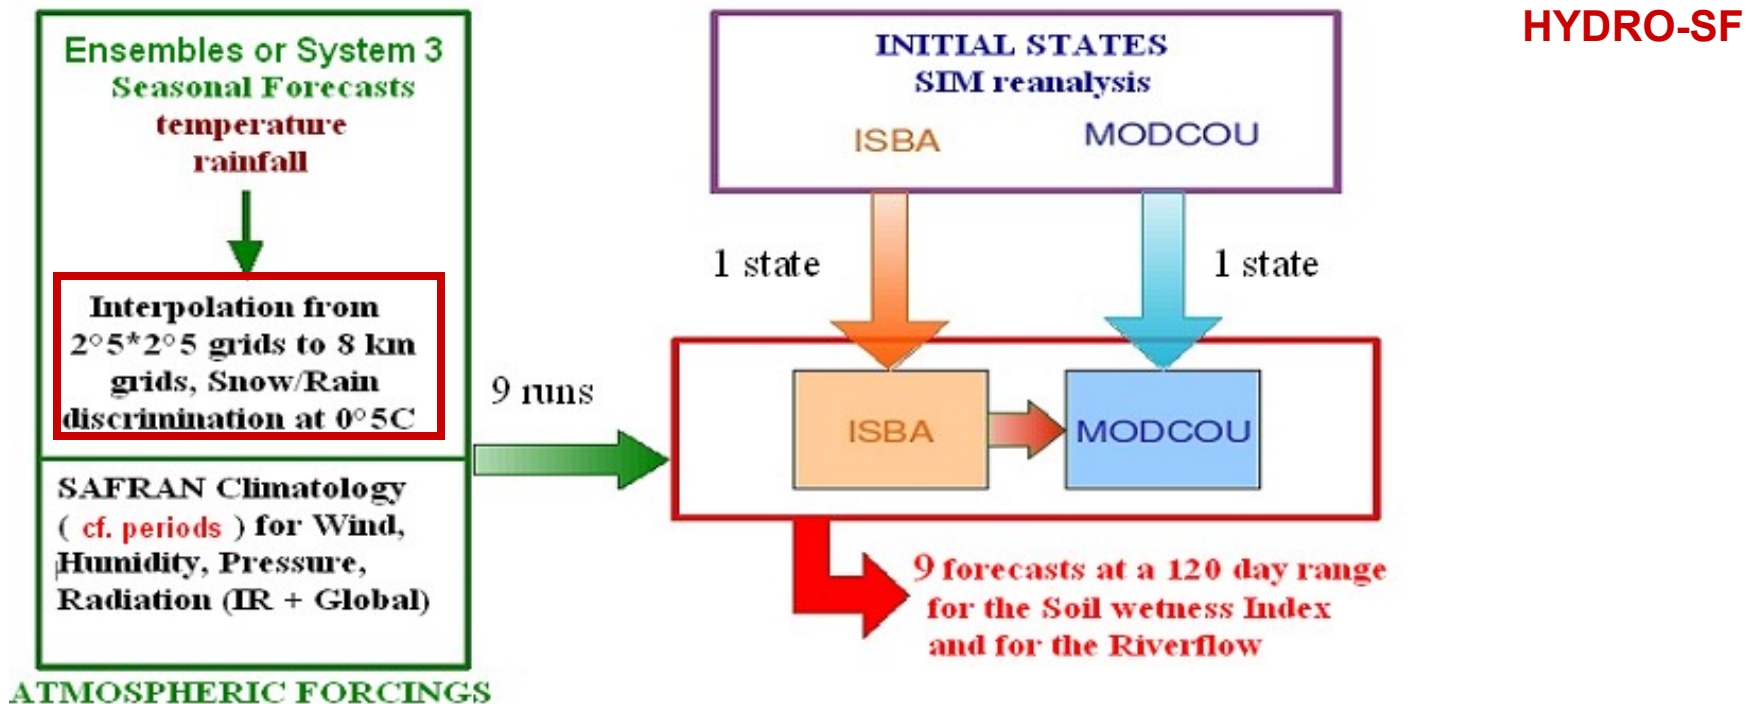 HYDRO-SF
Ensembles or System 3
Seasonal Forecasts
temperature
rainfall
Interpolation from
2°5*2°5 grids to 8 km
grids, Snow/Rain
discrimination at 0°5C
SAFRAN Climatology
( cf. periods ) for Wind,
Humidity, Pressure,
Radiation (IR + Global)
ATMOSPHERIC FORCINGS
9 runs
INITIAL STATES
SIM reanalysis
ISBA
MODCOU
1 state
1 state
ISBA
MODCOU
9 forecasts at a 120 day range
for the Soil wetness Index
and for the Riverflow